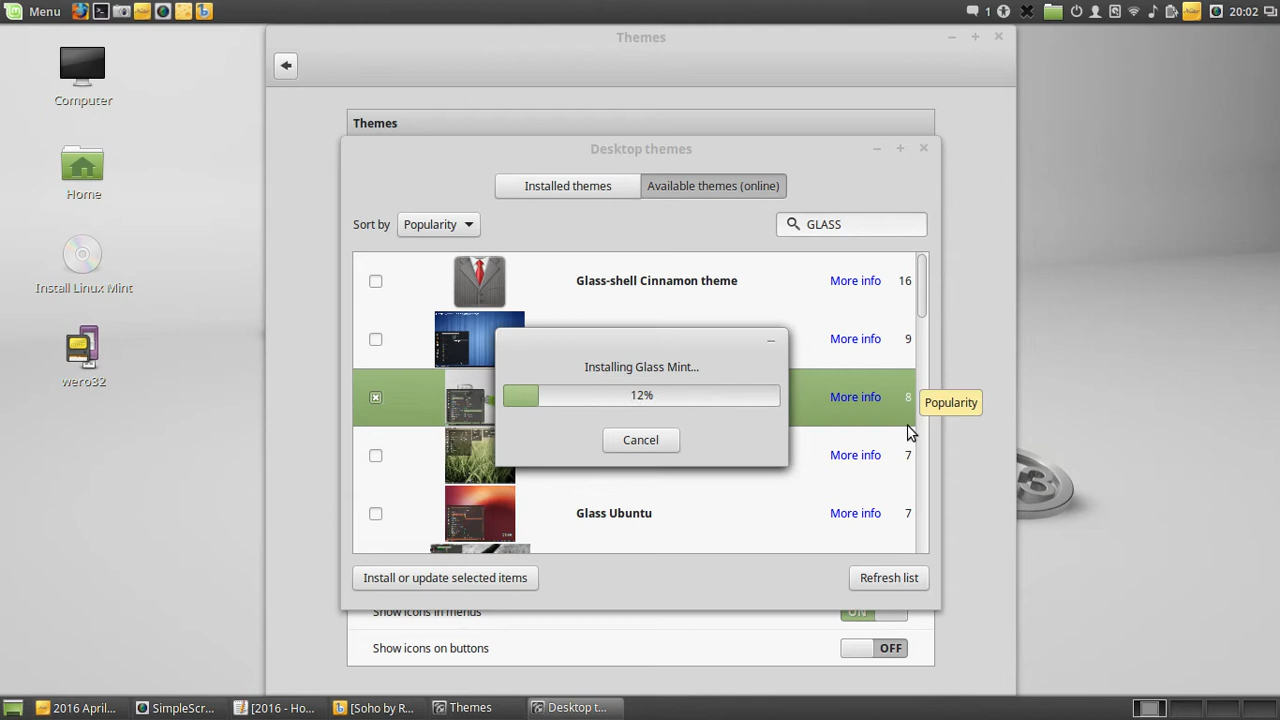 Menu
1
20:02
Themes
Computer
Home
Install Linux Mint
wero32
Themes
Desktop themes
Installed themes
Available themes (online)
Sort by
Popularity
GLASS
Glass-shell Cinnamon theme
More info
16
More info
9
Installing Glass Mint...
12%
Cancel
More info
8
Popularity
More info
7
Glass Ubuntu
More info
7
Install or update selected items
Refresh list
Show icons in menus
ON
Show icons on buttons
OFF
2016 April...
SimpleScr...
[2016 - Ho...
[Soho by R...
Themes
Desktop t...